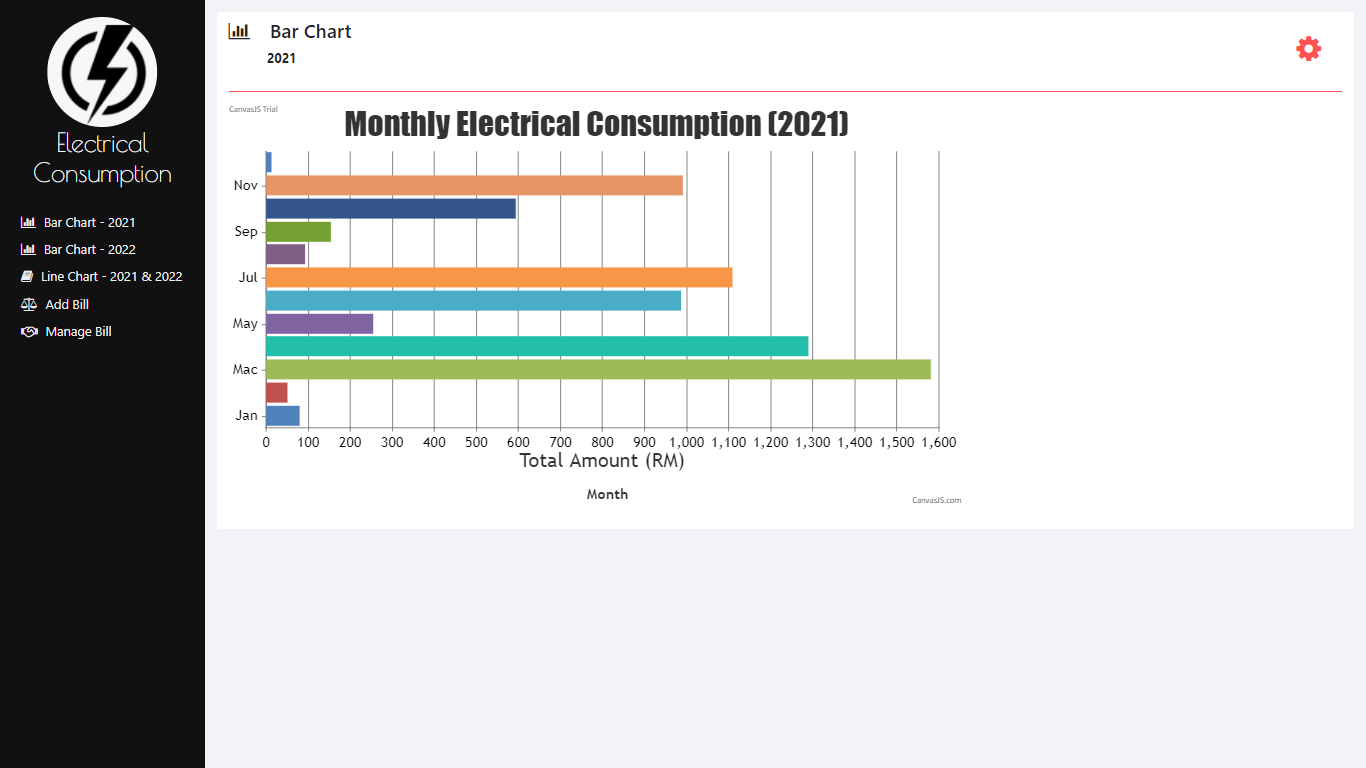 Electrical
Consumption
Bar Chart - 2021
Bar Chart - 2022
Line Chart - 2021 & 2022
Add Bill
Manage Bill
Bar Chart
2021
CanvasJS Trial
Monthly Electrical Consumption (2021)
Nov
Sep
Jul
May
Mac
Jan
0 100 200 300 400 500 600 700 800 900 1,000 1,100 1,200 1,300 1,400 1,500 1,600
Total Amount (RM)
Month
CanvasJS.com